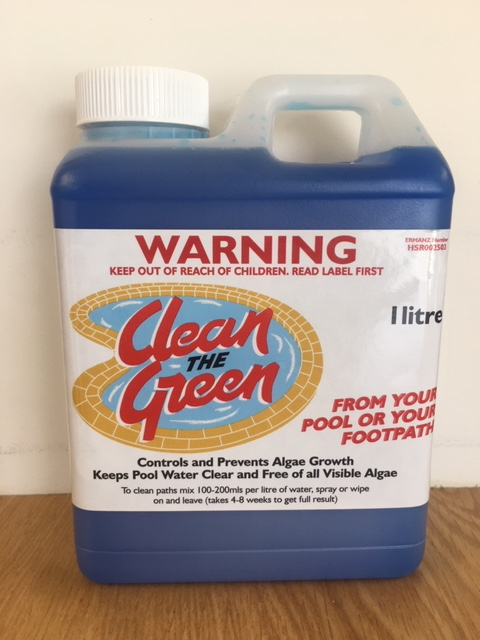 WARNING
KEEP OUT OF REACH OF CHILDREN. READ LABEL FIRST
ERMANZ
HSR002502
1 litre
Clean
THE
Green
FROM YOUR
POOL OR YOUR
FOOTPATH
Controls and Prevents Algae Growth
Keeps Pool Water Clear and Free of all Visible Algae
To clean paths mix 100-200mls per litre of water, spray or wipe
on and leave (takes 4-8 weeks to get full result)